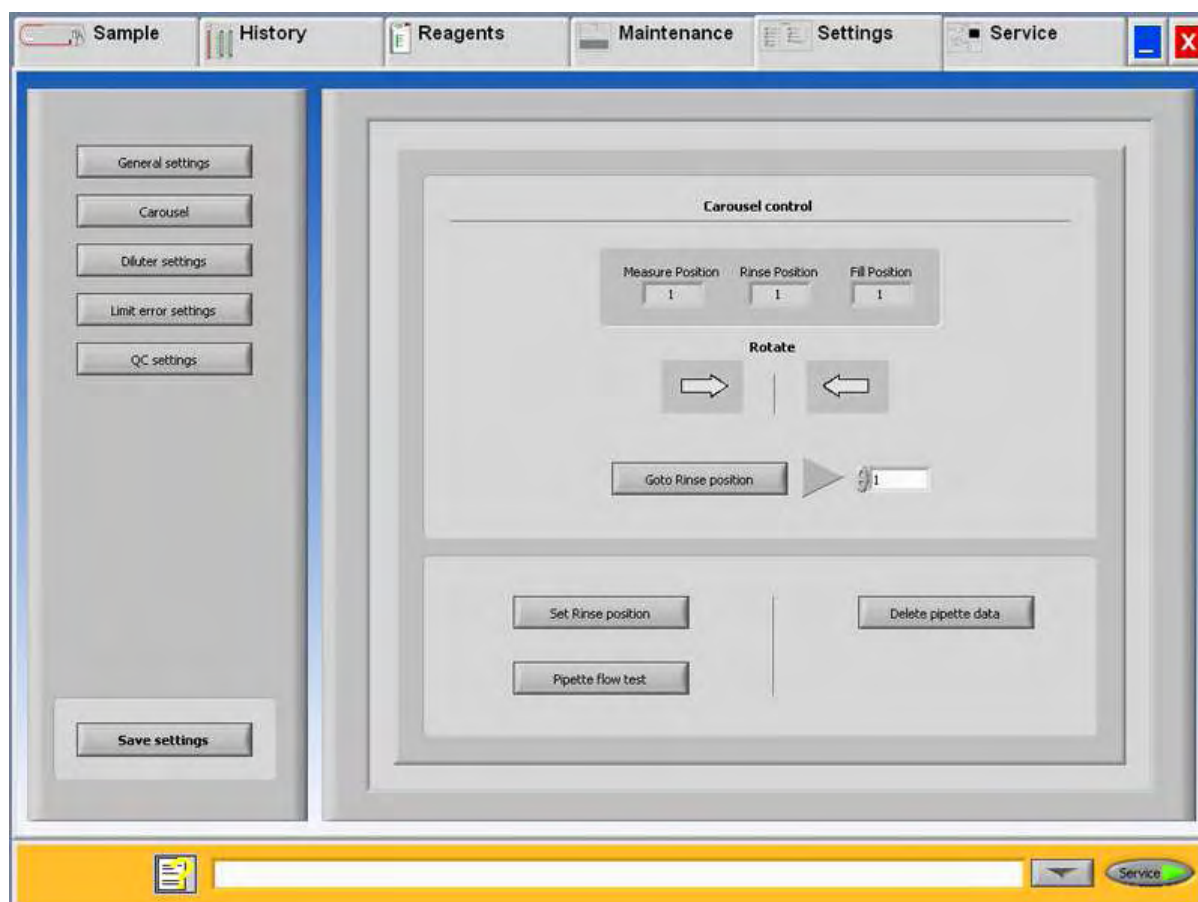 Sample History Reagents Maintenance Settings Service
X
General settings
Carousel
Diluter settings
Limit error settings
QC settings
Save settings
Carousel control
Measure Position Rinse Position Fill Position
1 1 1
Rotate
Goto Rinse position 1
Set Rinse position Delete pipette data
Pipette flow test
Service